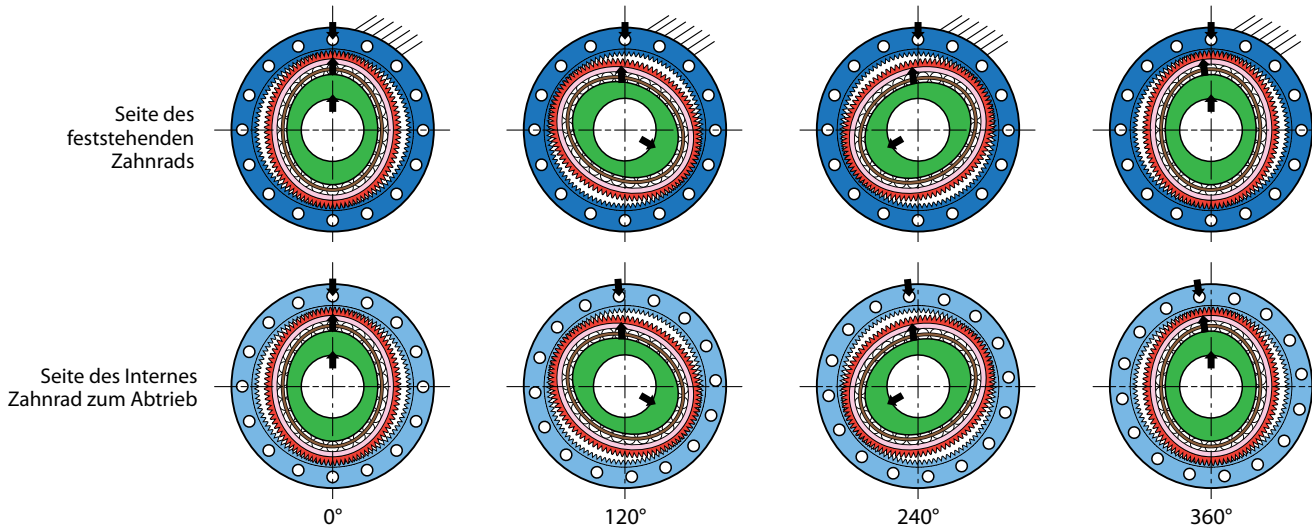 Seite des
feststehenden
Zahnrads
Seite des Internes
Zahnrad zum Abtrieb
0°
120°
240°
360°